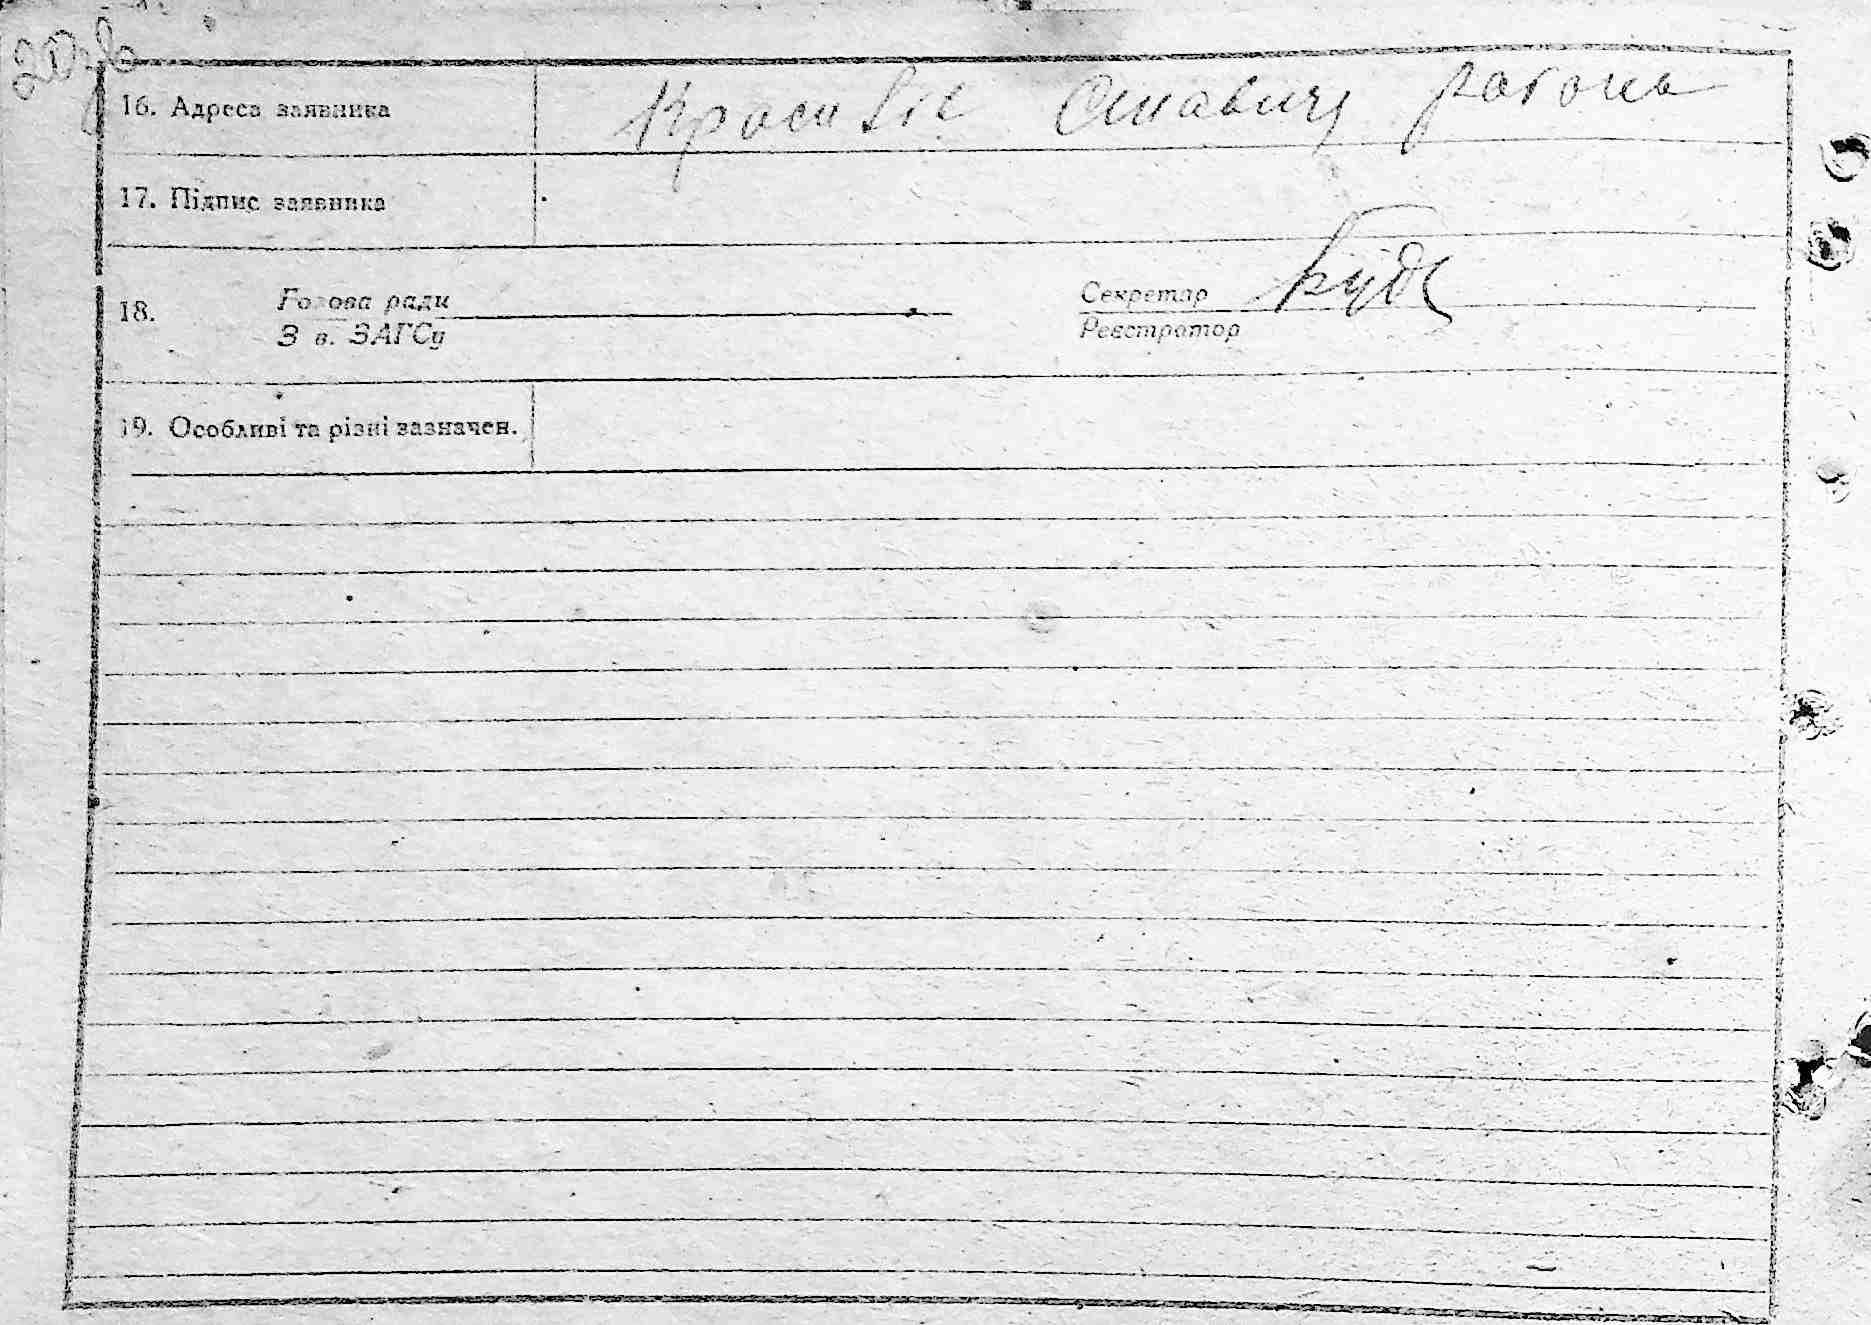 16. Адреса заявника Красилів Ставищ район
17. Підпис заявника
18. Голова ради Секретар
З в. ЗАГСу Реєстратор
19. Особливі та різні зазначен.